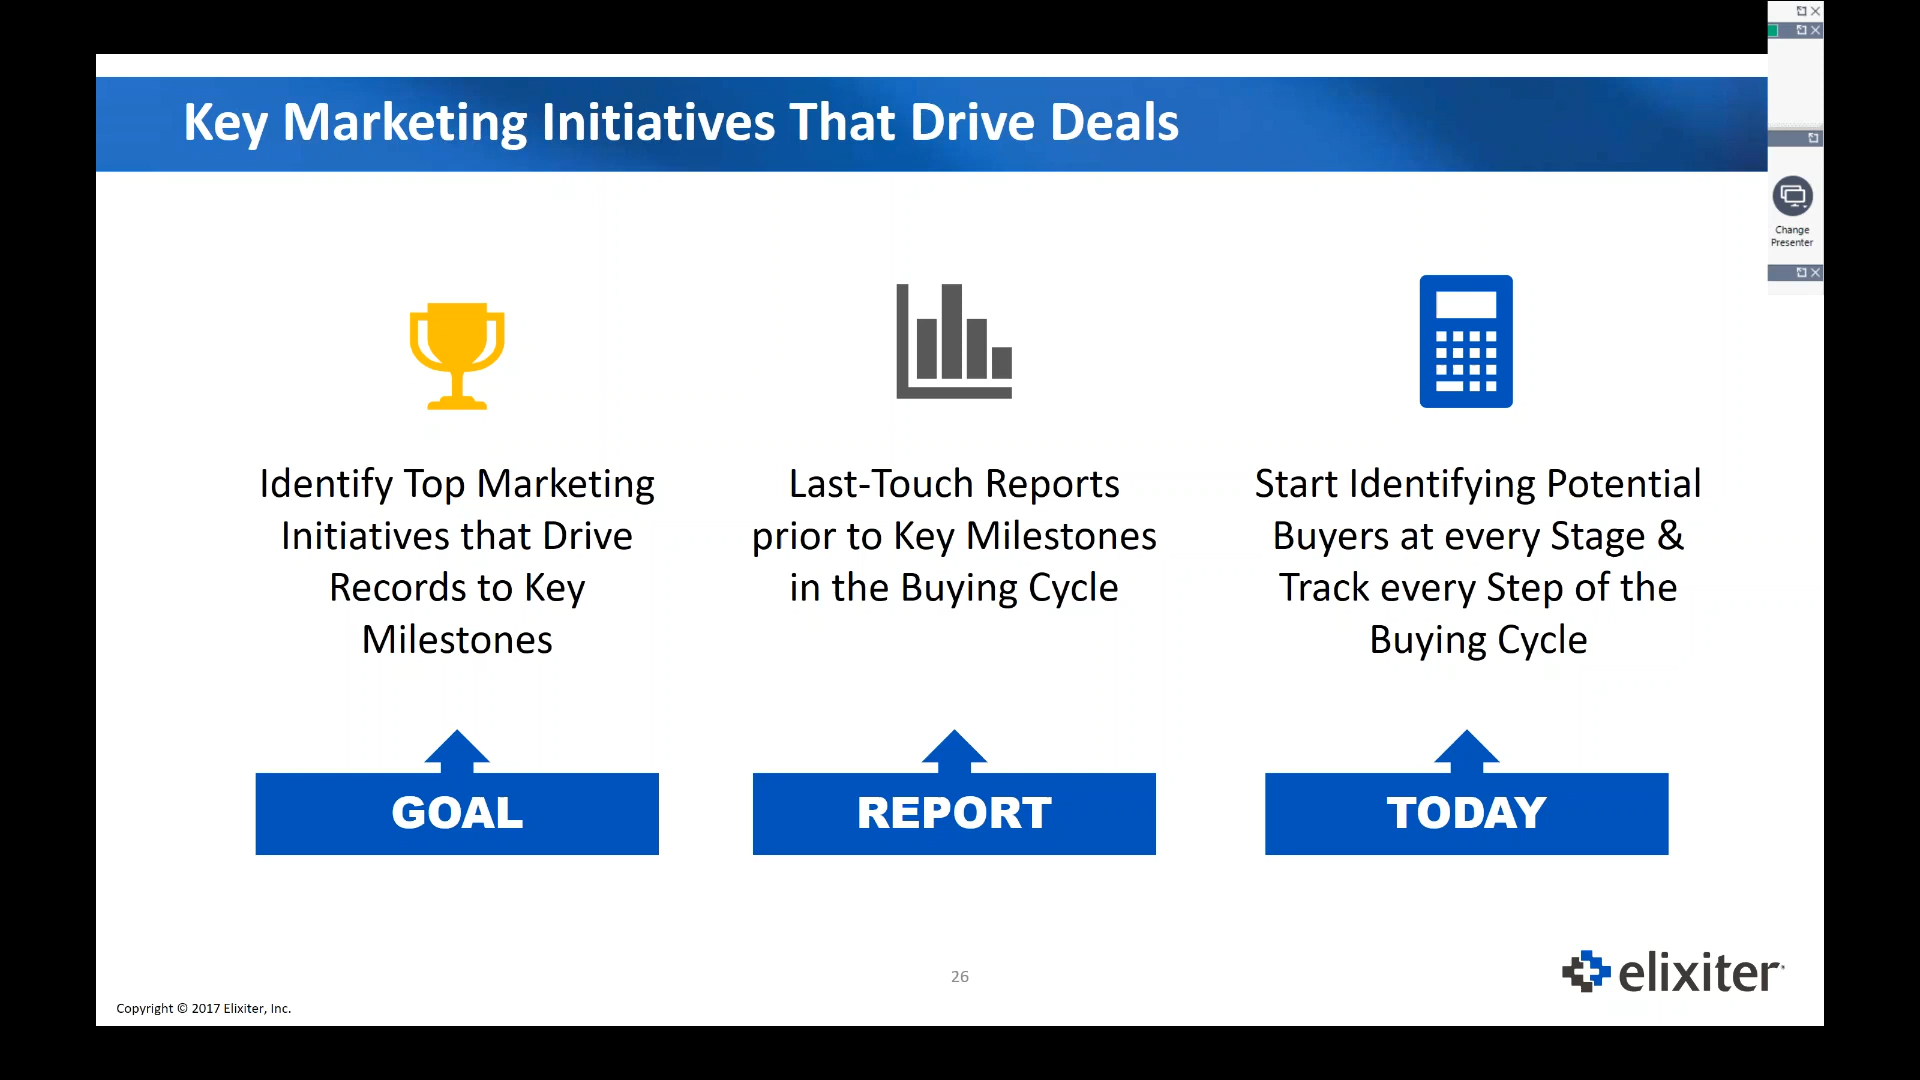 Key Marketing Initiatives That Drive Deals
Change
Presenter
Identify Top Marketing
Initiatives that Drive
Records to Key
Milestones
Last-Touch Reports
prior to Key Milestones
in the Buying Cycle
Start Identifying Potential
Buyers at every Stage &
Track every Step of the
Buying Cycle
GOAL
REPORT
TODAY
elixiter
26
Copyright © 2017 Elixiter, Inc.